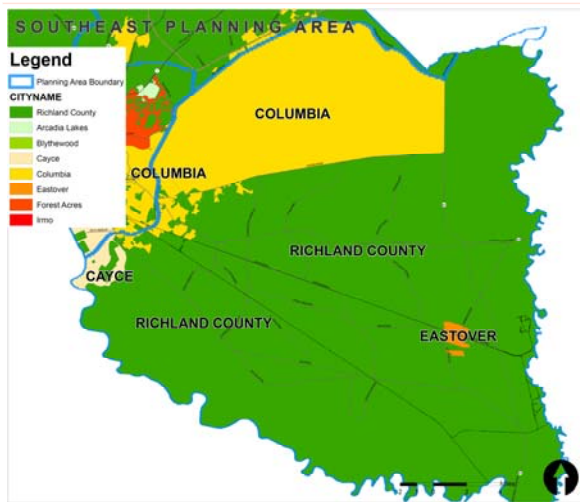 SOUTHEAST PLANNING AREA
Legend
Planning Area Boundary
CITYNAME
Richland County
Arcadia Lakes
Blythewood
Cayce
Columbia
Eastover
Forest Acres
Irmo
COLUMBIA
COLUMBIA
RICHLAND COUNTY
CAYCE
RICHLAND COUNTY
EASTOVER